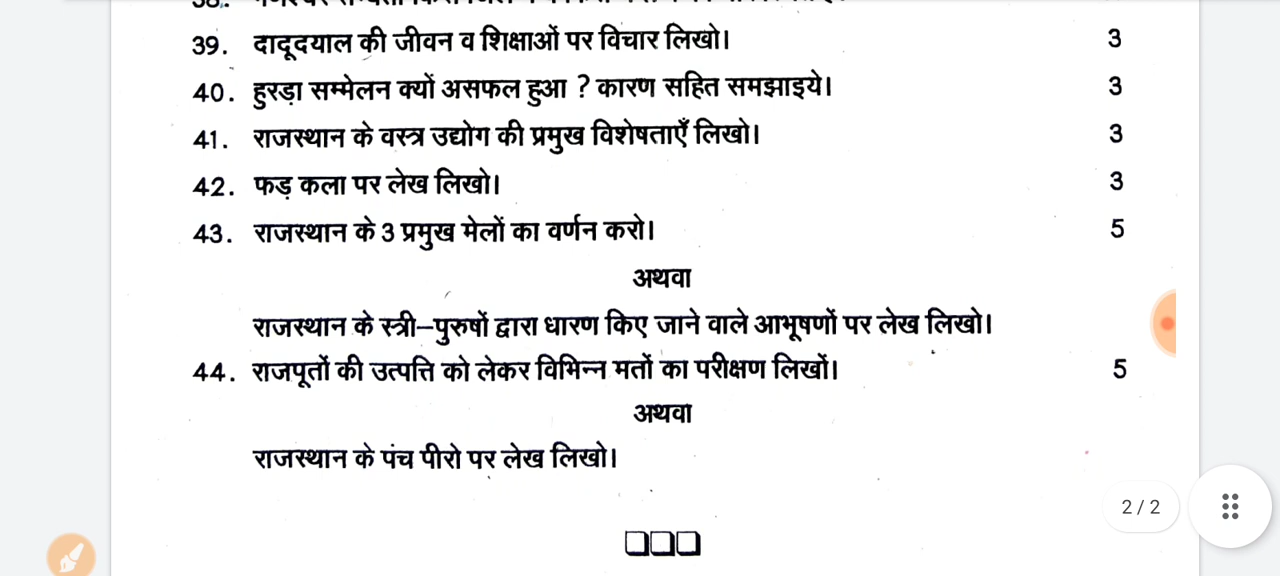 39. दादूदयाल की जीवन व शिक्षाओं पर विचार लिखो। 3
40. हुरड़ा सम्मेलन क्यों असफल हुआ ? कारण सहित समझाइये। 3
41. राजस्थान के वस्त्र उद्योग की प्रमुख विशेषताएँ लिखो। 3
42. फड़ कला पर लेख लिखो। 3
43. राजस्थान के 3 प्रमुख मेलों का वर्णन करो। 5
अथवा
राजस्थान के स्त्री–पुरुषों द्वारा धारण किए जाने वाले आभूषणों पर लेख लिखो।
44. राजपूतों की उत्पत्ति को लेकर विभिन्न मतों का परीक्षण लिखों। 5
अथवा
राजस्थान के पंच पीरो पर लेख लिखो।
2 / 2